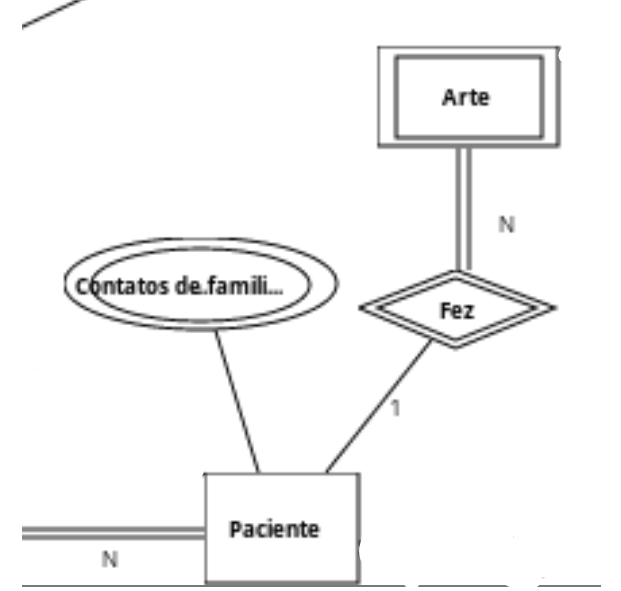 Arte
N
Contatos de.famili...
Fez
1
Paciente
N